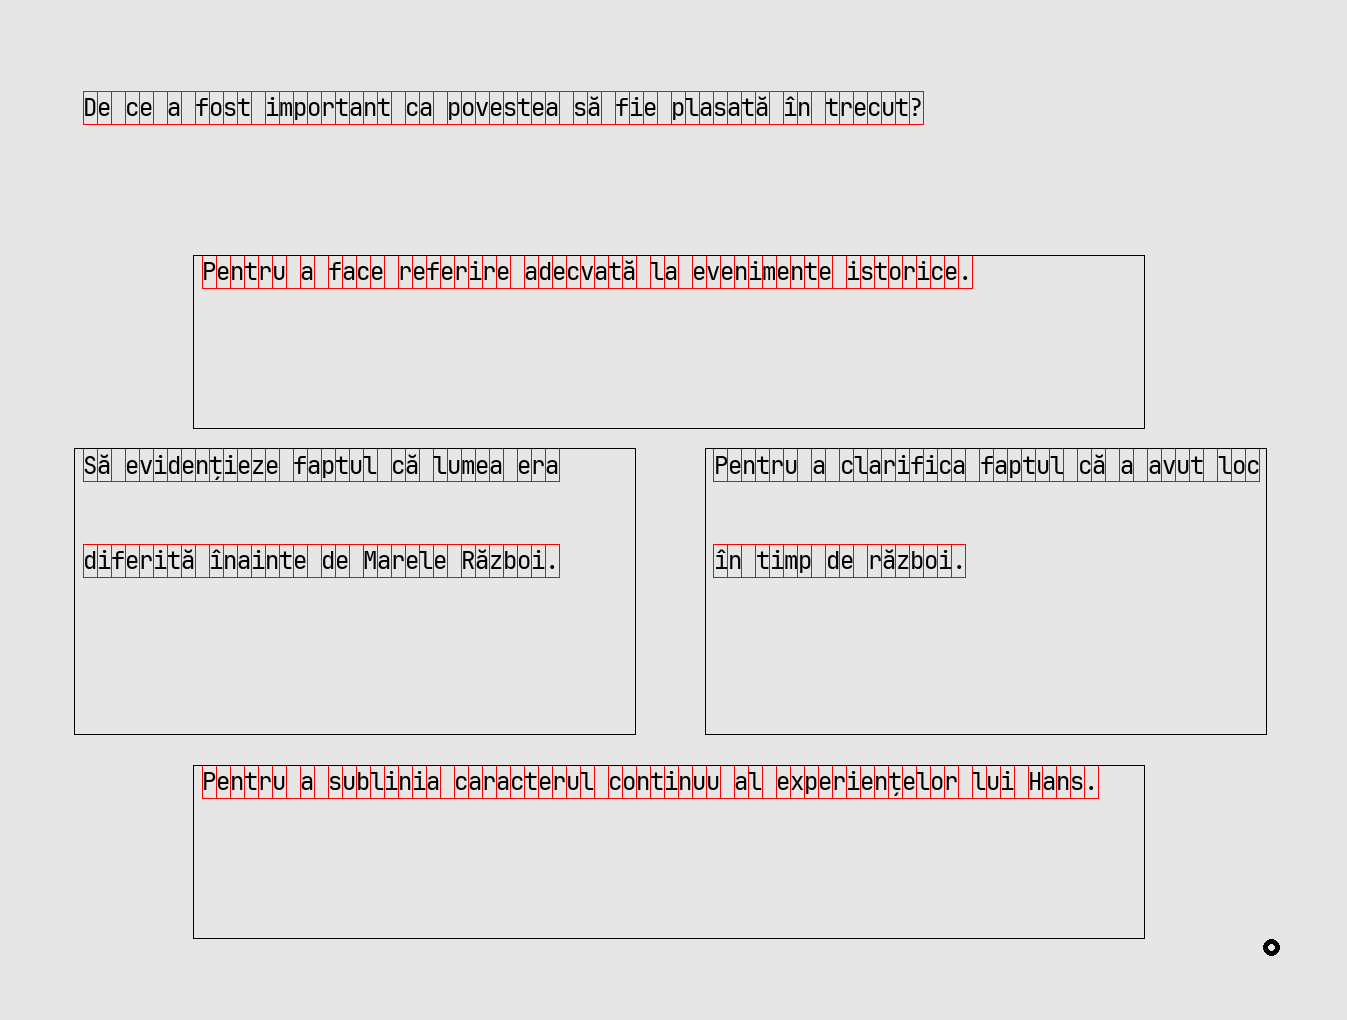 De ce a fost important ca povestea să fie plasată în trecut?
Pentru a face referire adecvată la evenimente istorice.
Să evidențieze faptul că lumea era
diferită înainte de Marele Război.
Pentru a clarifica faptul că a avut loc
în timp de război.
Pentru a sublinia caracterul continuu al experiențelor lui Hans.